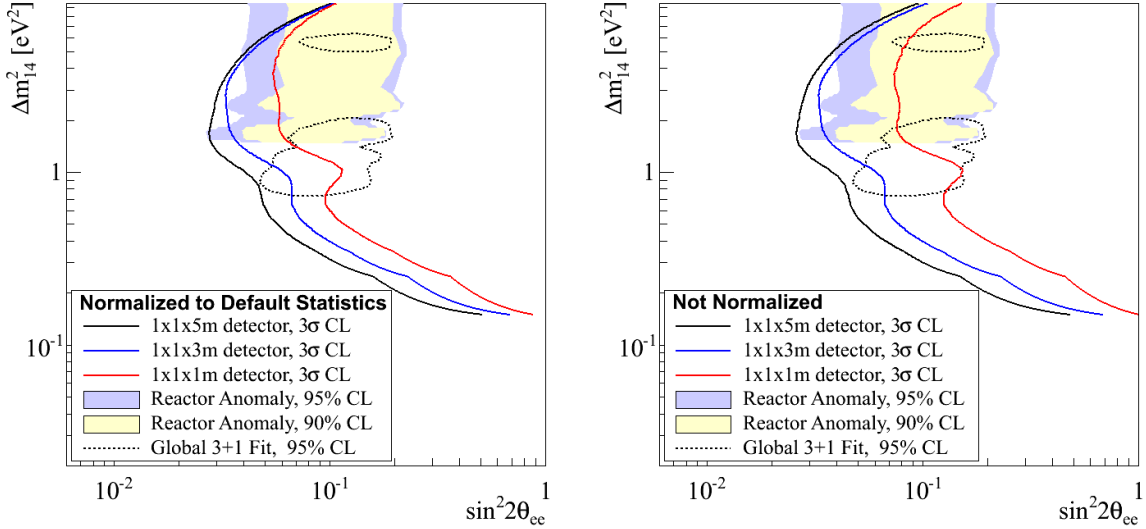 Δm²₁₄ [eV²]
1
10⁻¹
Normalized to Default Statistics
1x1x5m detector, 3σ CL
1x1x3m detector, 3σ CL
1x1x1m detector, 3σ CL
Reactor Anomaly, 95% CL
Reactor Anomaly, 90% CL
Global 3+1 Fit, 95% CL
10⁻²
10⁻¹
1
sin²2θee
Δm²₁₄ [eV²]
1
10⁻¹
Not Normalized
1x1x5m detector, 3σ CL
1x1x3m detector, 3σ CL
1x1x1m detector, 3σ CL
Reactor Anomaly, 95% CL
Reactor Anomaly, 90% CL
Global 3+1 Fit, 95% CL
10⁻²
10⁻¹
1
sin²2θee